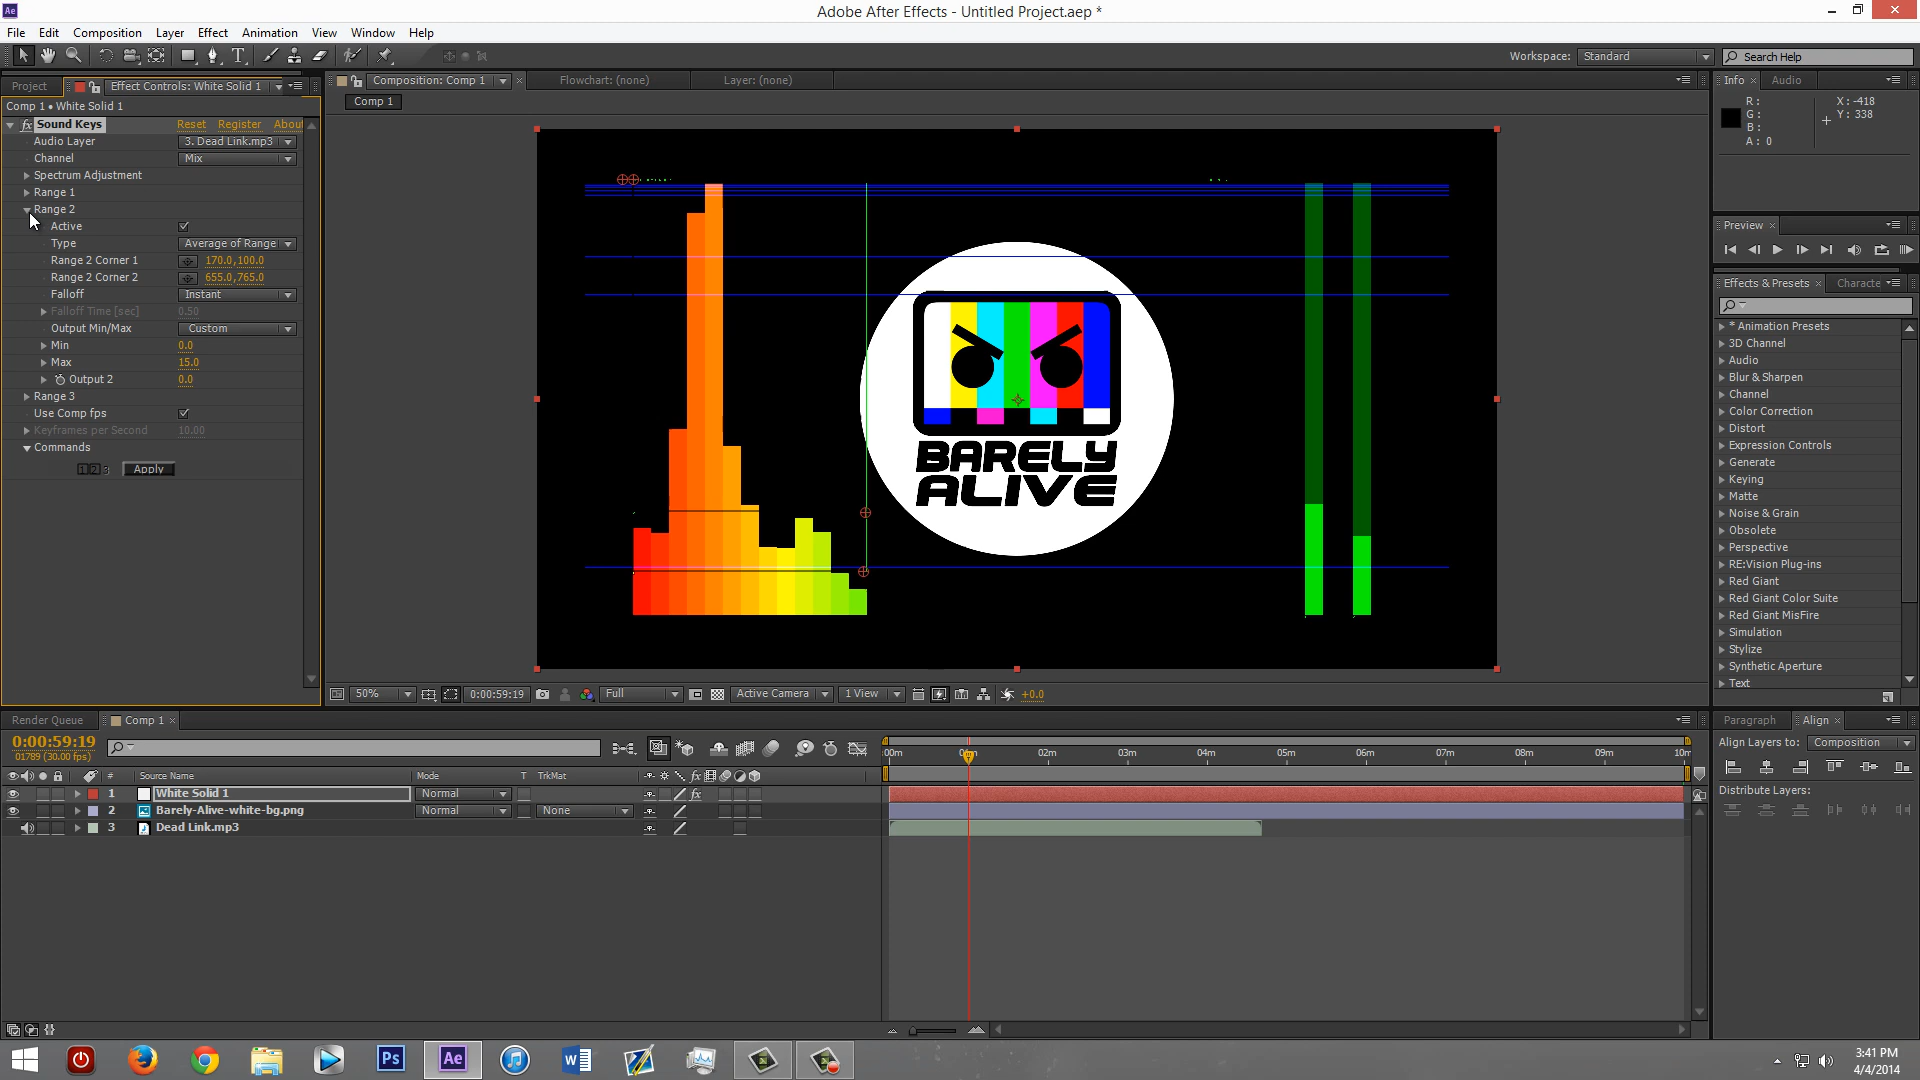 Adobe After Effects - Untitled Project.aep *
File Edit Composition Layer Effect Animation View Window Help
Workspace: Standard Search Help
Project Effect Controls: White Solid 1
Composition: Comp 1 Flowchart: (none) Layer: (none)
Comp 1 • White Solid 1
Comp 1
Sound Keys Reset Register About
Audio Layer 3. Dead Link.mp3
Channel Mix
Spectrum Adjustment
Range 1
Range 2
Active
Type Average of Range
Range 2 Corner 1 170.0,100.0
Range 2 Corner 2 655.0,765.0
Falloff Instant
Falloff Time [sec] 0.50
Output Min/Max Custom
Min 0.0
Max 15.0
Output 2 0.0
Range 3
Use Comp fps
Keyframes per Second 10.00
Commands
1 2 3 Apply
BARELY
ALIVE
50% 0:00:59:19 Full Active Camera 1 View +0.0
Info Audio
R: X: -418
G: Y: 338
B:
A: 0
Preview
Effects & Presets Characte
* Animation Presets
3D Channel
Audio
Blur & Sharpen
Channel
Color Correction
Distort
Expression Controls
Generate
Keying
Matte
Noise & Grain
Obsolete
Perspective
RE:Vision Plug-ins
Red Giant
Red Giant Color Suite
Red Giant MisFire
Simulation
Stylize
Synthetic Aperture
Text
Render Queue Comp 1
0:00:59:19
01789 (30.00 fps)
:00m 01m 02m 03m 04m 05m 06m 07m 08m 09m 10m
# Source Name Mode T TrkMat
1 White Solid 1 Normal
2 Barely-Alive-white-bg.png Normal None
3 Dead Link.mp3
Paragraph Align
Align Layers to: Composition
Distribute Layers:
Ps Ae
3:41 PM
4/4/2014